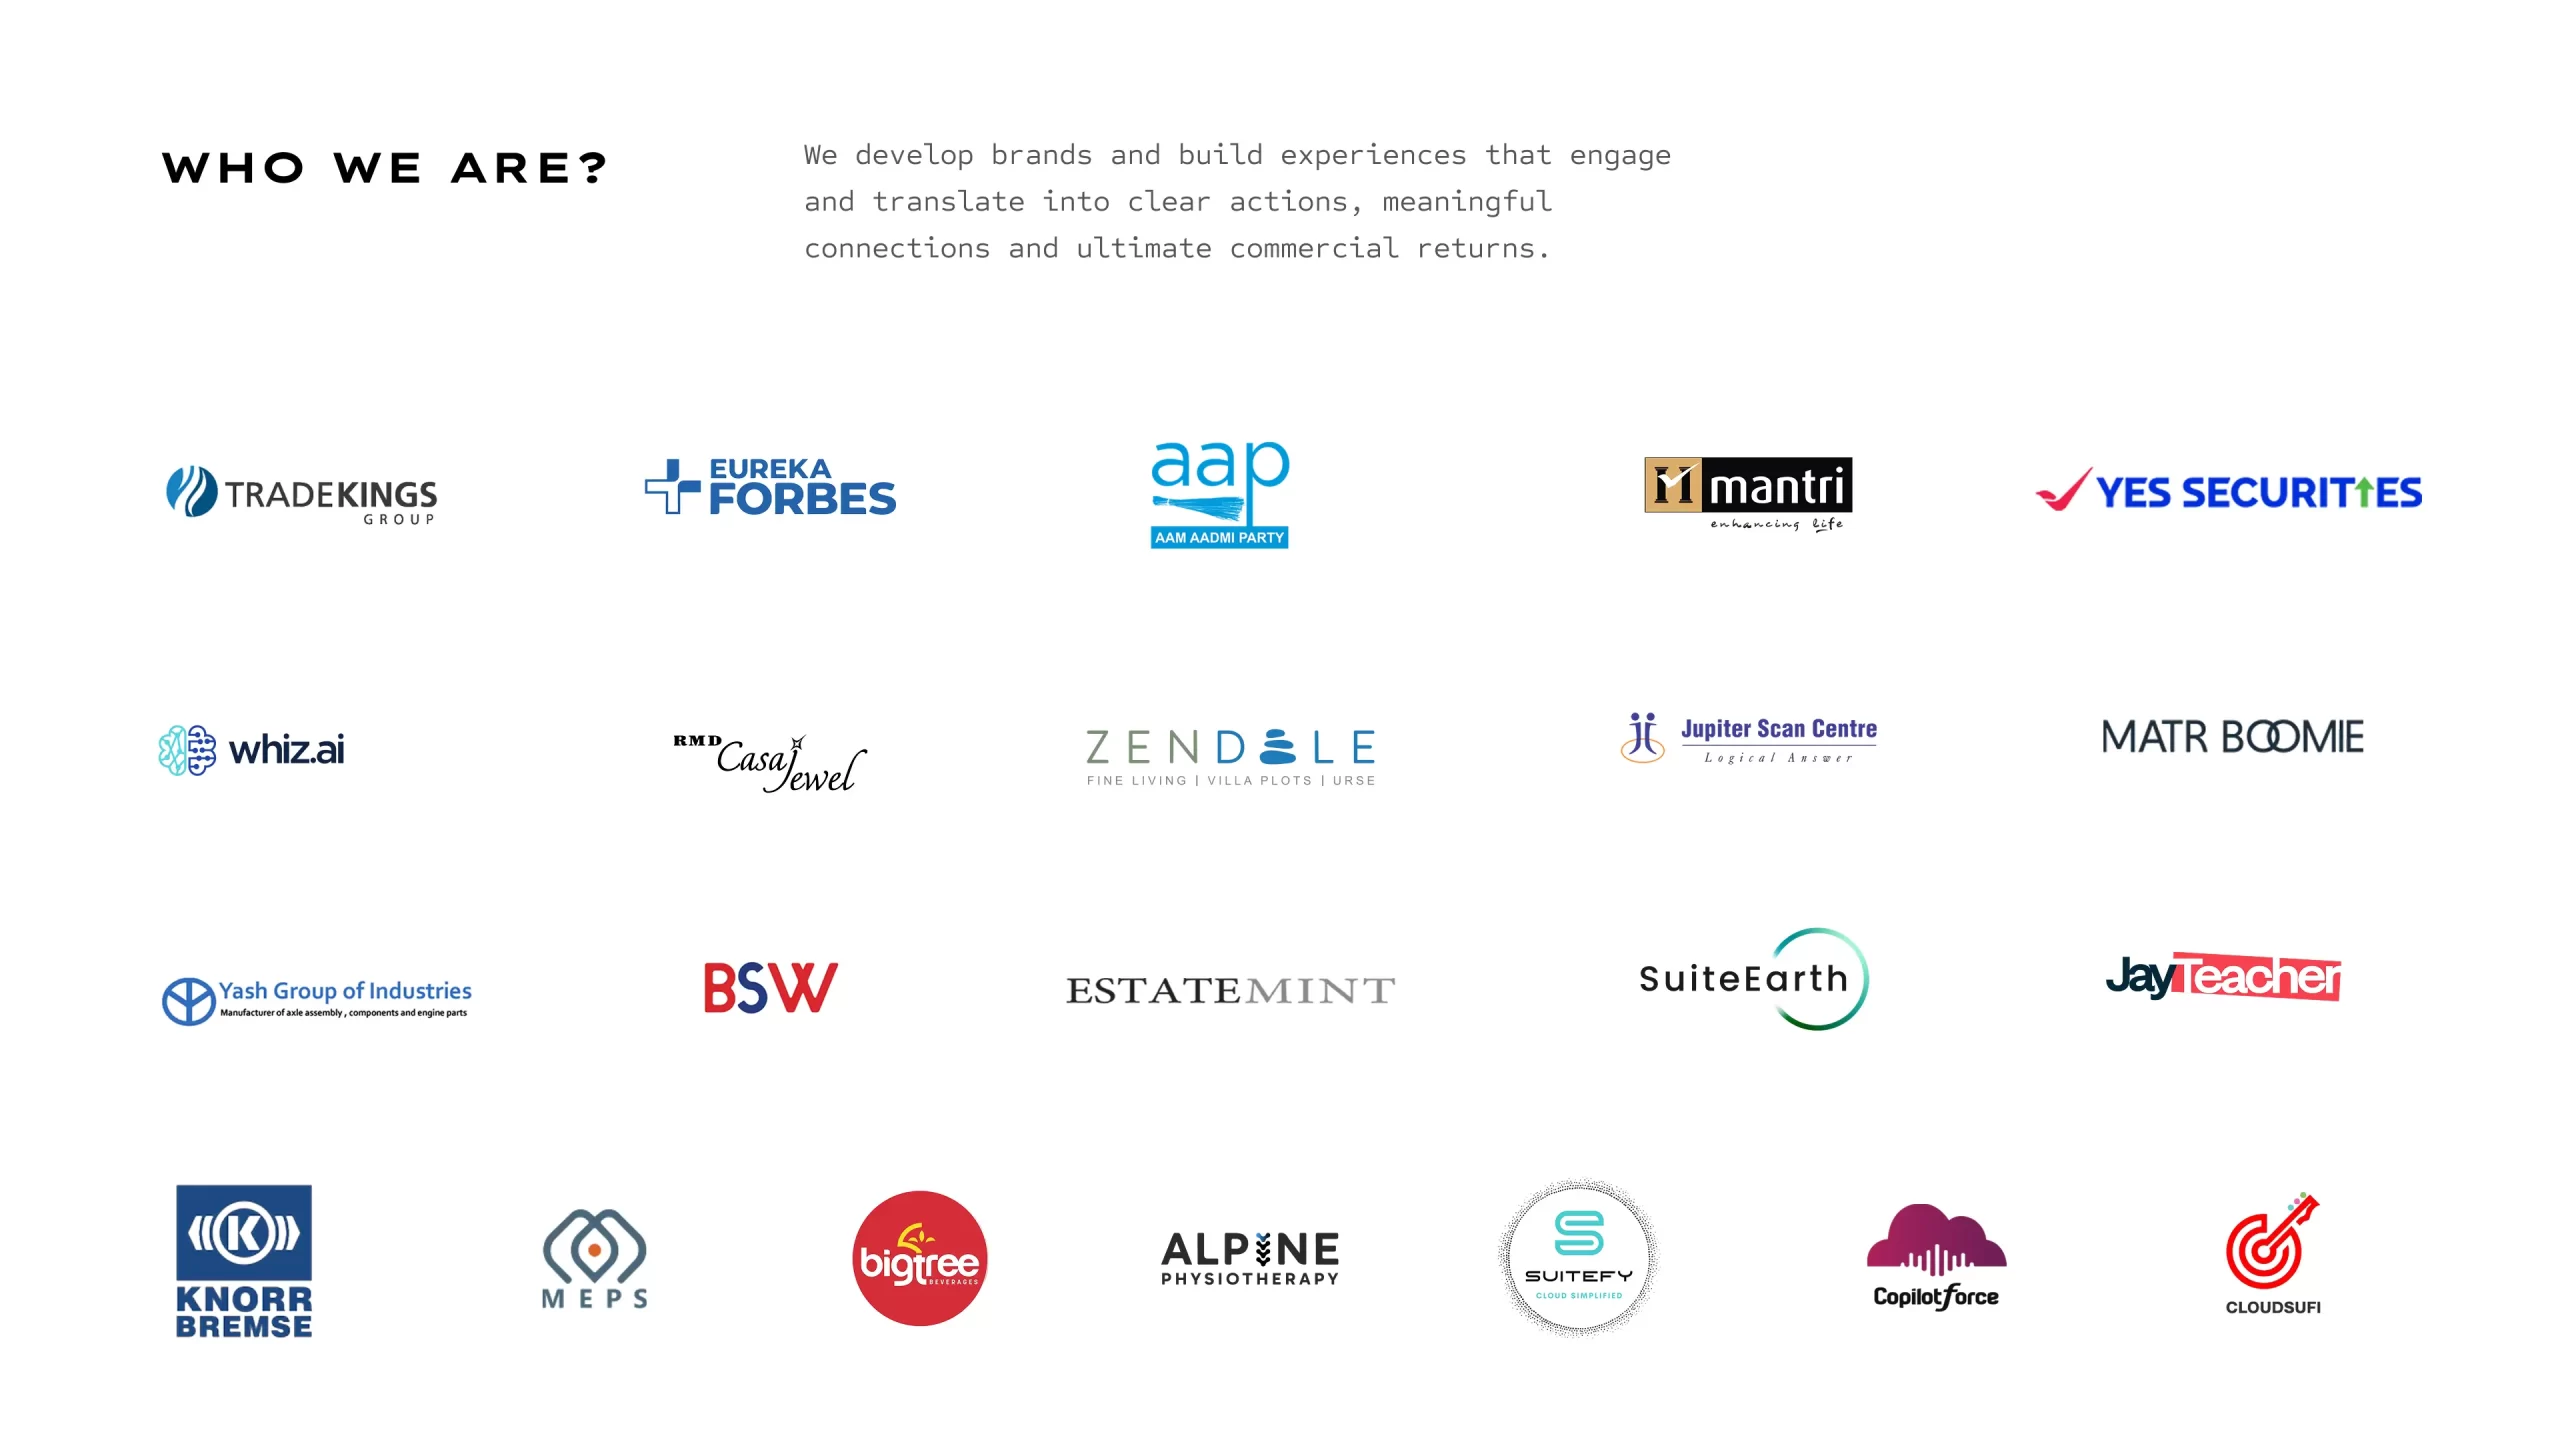 WHO WE ARE?
We develop brands and build experiences that engage
and translate into clear actions, meaningful
connections and ultimate commercial returns.
TRADEKINGS
GROUP
EUREKA
FORBES
aap
AAM AADMI PARTY
M mantri
enhancing life
YES SECURITIES
whiz.ai
RMD
Casa Jewel
ZENDALE
FINE LIVING | VILLA PLOTS | URSE
Jupiter Scan Centre
Logical Answer
MATR BOOMIE
Yash Group of Industries
Manufacturer of axle assembly , components and engine parts
BSW
ESTATEMINT
SuiteEarth
JayTeacher
K
KNORR
BREMSE
MEPS
bigtree
BEVERAGES
ALPINE
PHYSIOTHERAPY
S
SUITEFY
CLOUD SIMPLIFIED
Copilotforce
CLOUDSUFI